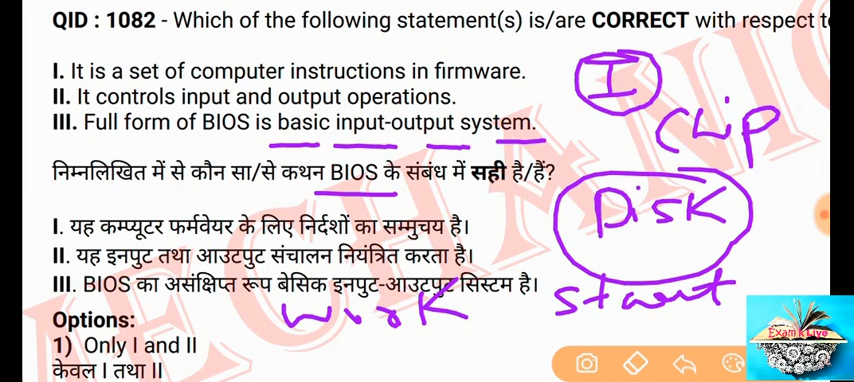 QID : 1082 - Which of the following statement(s) is/are CORRECT with respect
I. It is a set of computer instructions in firmware.
II. It controls input and output operations.
III. Full form of BIOS is basic input-output system.
I
Chip
निम्नलिखित में से कौन सा/से कथन BIOS के संबंध में सही है/हैं?
Disk
I. यह कम्प्यूटर फर्मवेयर के लिए निर्दशों का सम्मुचय है।
II. यह इनपुट तथा आउटपुट संचालन नियंत्रित करता है।
III. BIOS का असंक्षिप्त रूप बेसिक इनपुट-आउटपुट सिस्टम है।
start
work
Options:
1) Only I and II
केवल I तथा II
Exam k Live